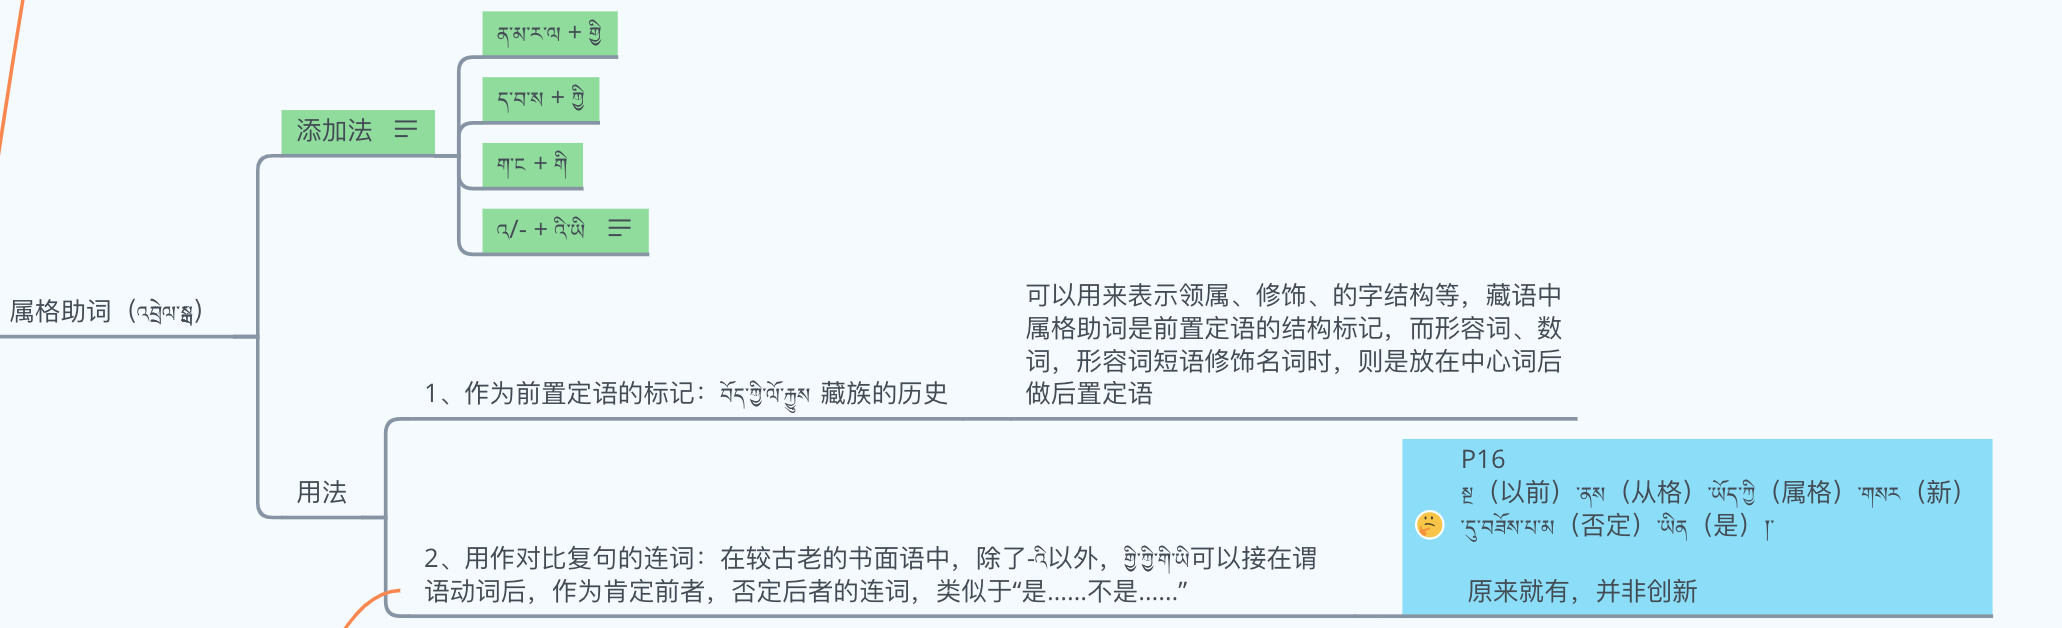 ན་མ་ར་ལ + གྱི
ད་བ་ས + ཀྱི
添加法
ག་ང + གི
འ/- + འི་ཡི
属格助词（འབྲེལ་སྒྲ）
可以用来表示领属、修饰、的字结构等，藏语中
属格助词是前置定语的结构标记，而形容词、数
词，形容词短语修饰名词时，则是放在中心词后
做后置定语
1、作为前置定语的标记：བོད་ཀྱི་ལོ་རྒྱུས 藏族的历史
用法
2、用作对比复句的连词：在较古老的书面语中，除了-འི以外，གྱི་ཀྱི་གི་ཡི可以接在谓
语动词后，作为肯定前者，否定后者的连词，类似于“是……不是……”
P16
སྔ（以前）་ནས（从格）་ཡོད་ཀྱི（属格）་གསར（新）
་དུ་བཟོས་པ་མ（否定）་ཡིན（是）།་
原来就有，并非创新